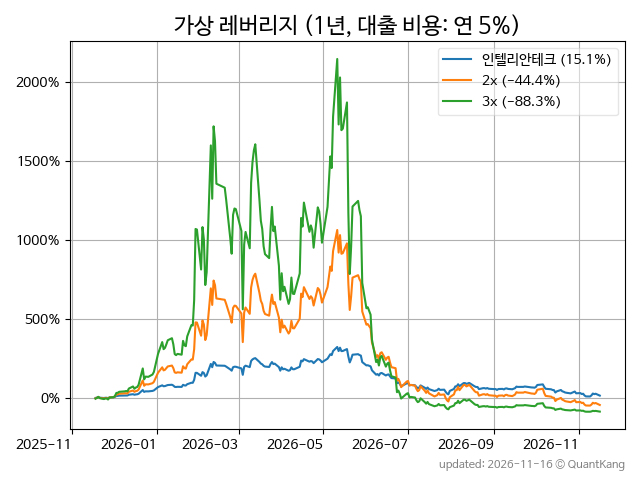 가상 레버리지 (1년, 대출 비용: 연 5%)
인텔리안테크 (15.1%)
2x (-44.4%)
3x (-88.3%)
2000%
1500%
1000%
500%
0%
2025-11 2026-01 2026-03 2026-05 2026-07 2026-09 2026-11
updated: 2026-11-16 © QuantKang